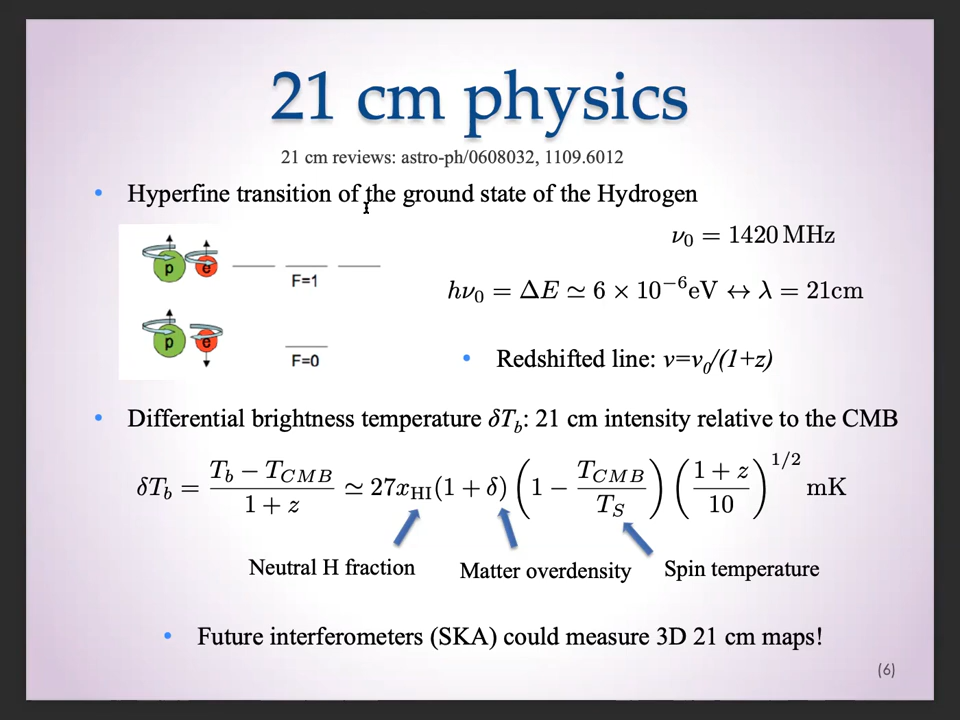 21 cm physics
21 cm reviews: astro-ph/0608032, 1109.6012
• Hyperfine transition of the ground state of the Hydrogen
p e F=1
p e F=0
ν₀ = 1420 MHz
hν₀ = ΔE ≃ 6 × 10⁻⁶eV ↔ λ = 21cm
• Redshifted line: ν=ν₀/(1+z)
• Differential brightness temperature δT_b: 21 cm intensity relative to the CMB
δT_b = (T_b − T_CMB)/(1 + z) ≃ 27x_HI(1 + δ) (1 − T_CMB/T_S) ((1 + z)/10)^1/2 mK
Neutral H fraction Matter overdensity Spin temperature
• Future interferometers (SKA) could measure 3D 21 cm maps!
(6)